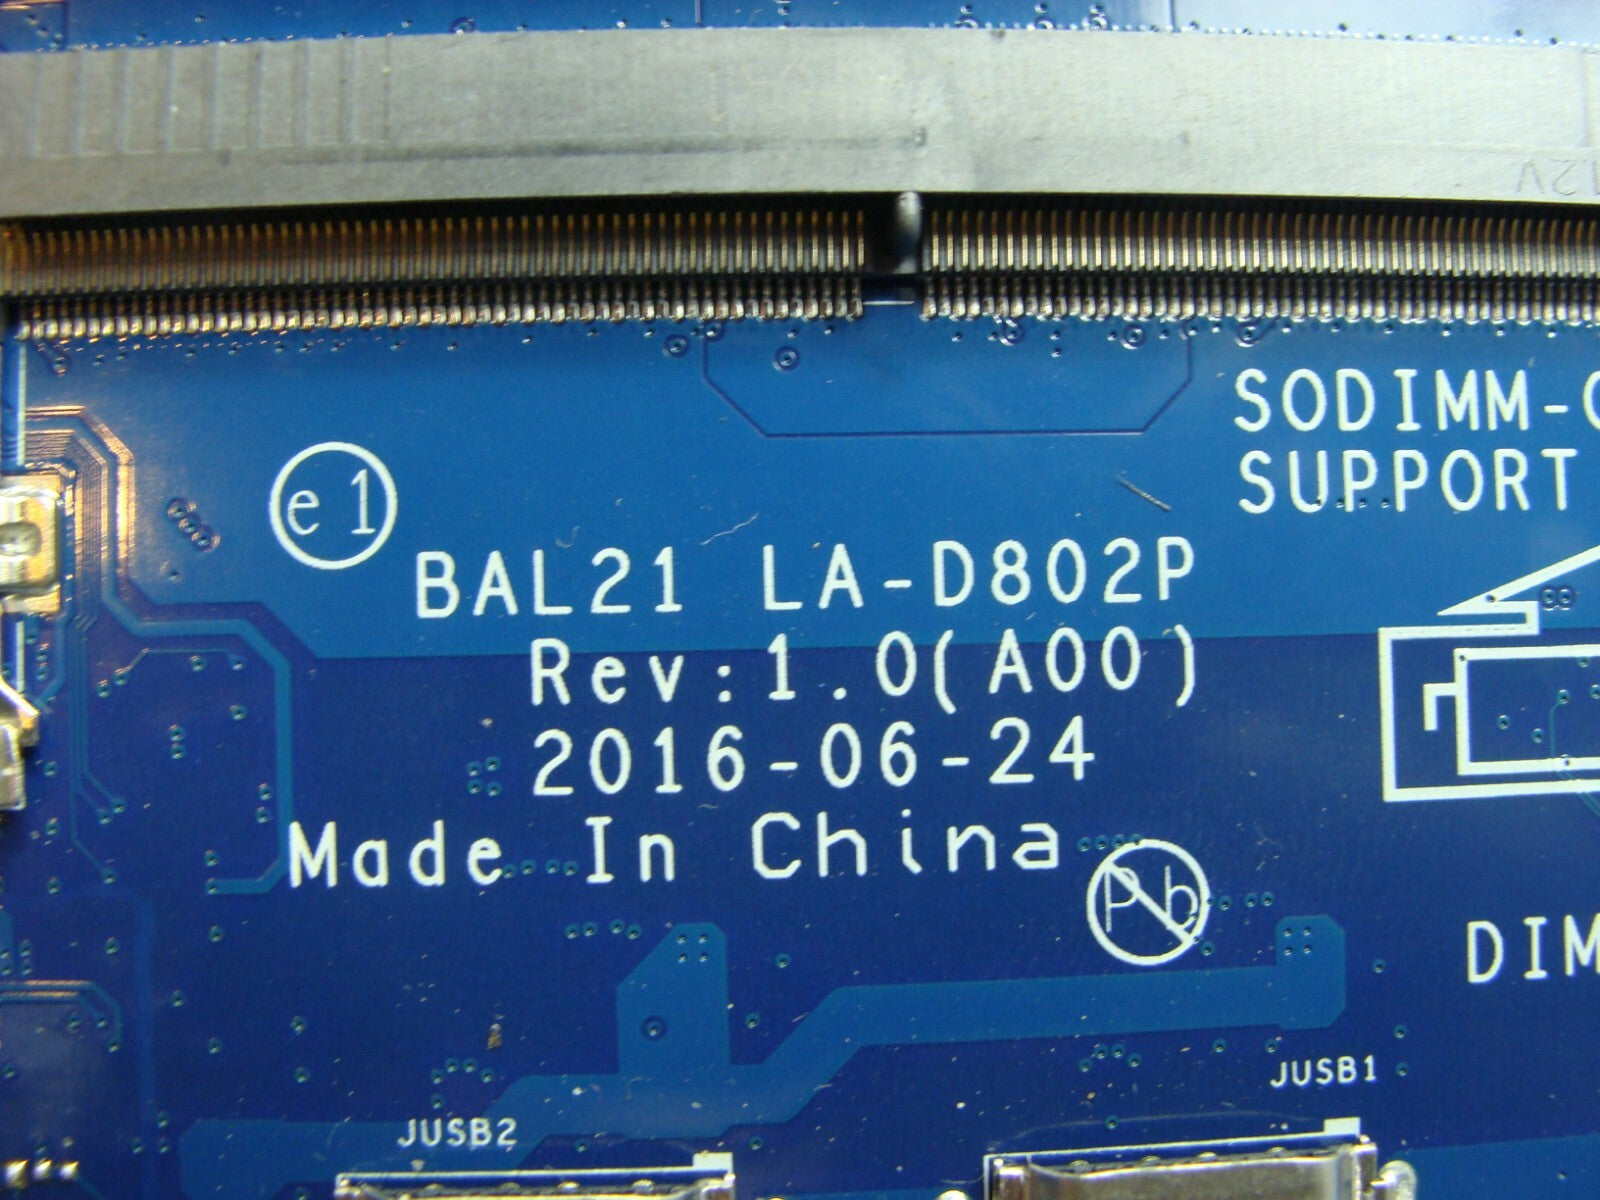 SODIMM-
SUPPORT
e1
BAL21 LA-D802P
Rev:1.0(A00)
2016-06-24
Made In China
Pb
DIM
JUSB1
JUSB2